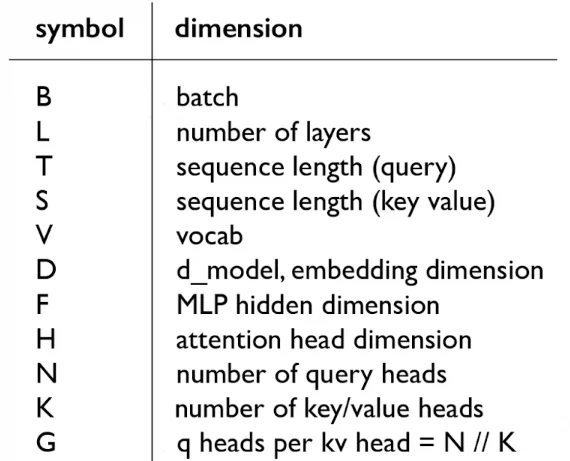 symbol dimension
B batch
L number of layers
T sequence length (query)
S sequence length (key value)
V vocab
D d_model, embedding dimension
F MLP hidden dimension
H attention head dimension
N number of query heads
K number of key/value heads
G q heads per kv head = N // K